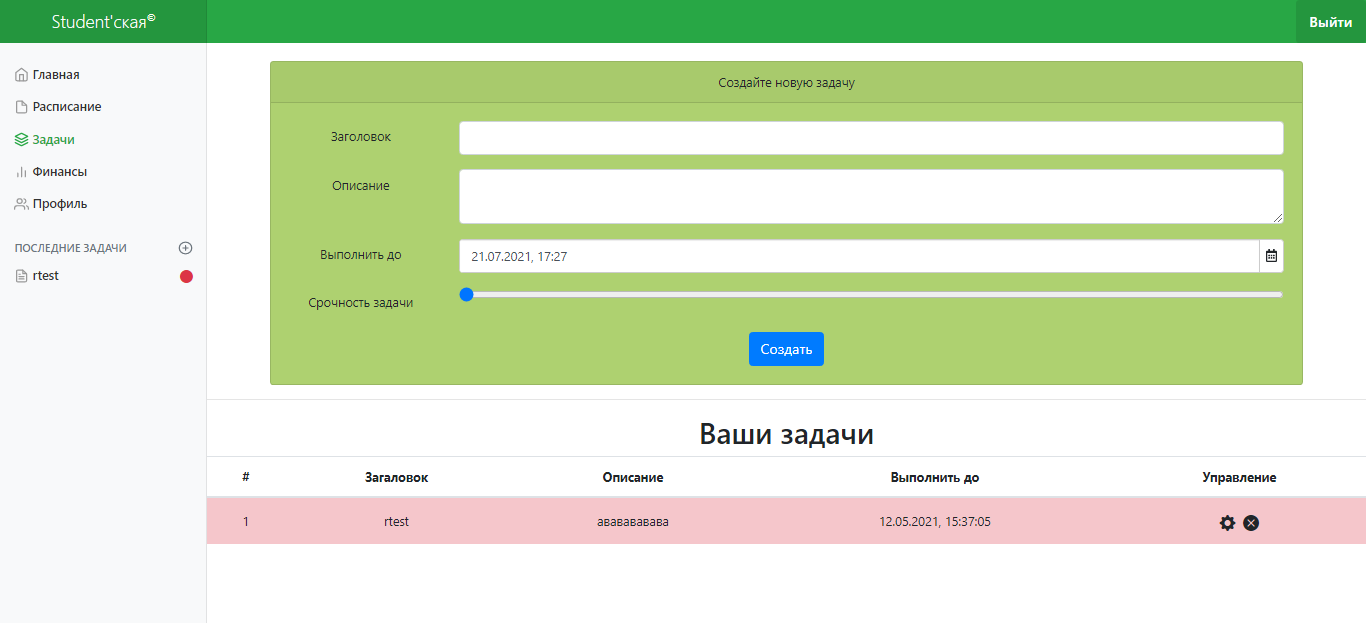 Student'ская©
Выйти
Главная
Расписание
Задачи
Финансы
Профиль
ПОСЛЕДНИЕ ЗАДАЧИ
rtest
Создайте новую задачу
Заголовок
Описание
Выполнить до
21.07.2021, 17:27
Срочность задачи
Создать
Ваши задачи
# Загаловок Описание Выполнить до Управление
1 rtest авававававa 12.05.2021, 15:37:05